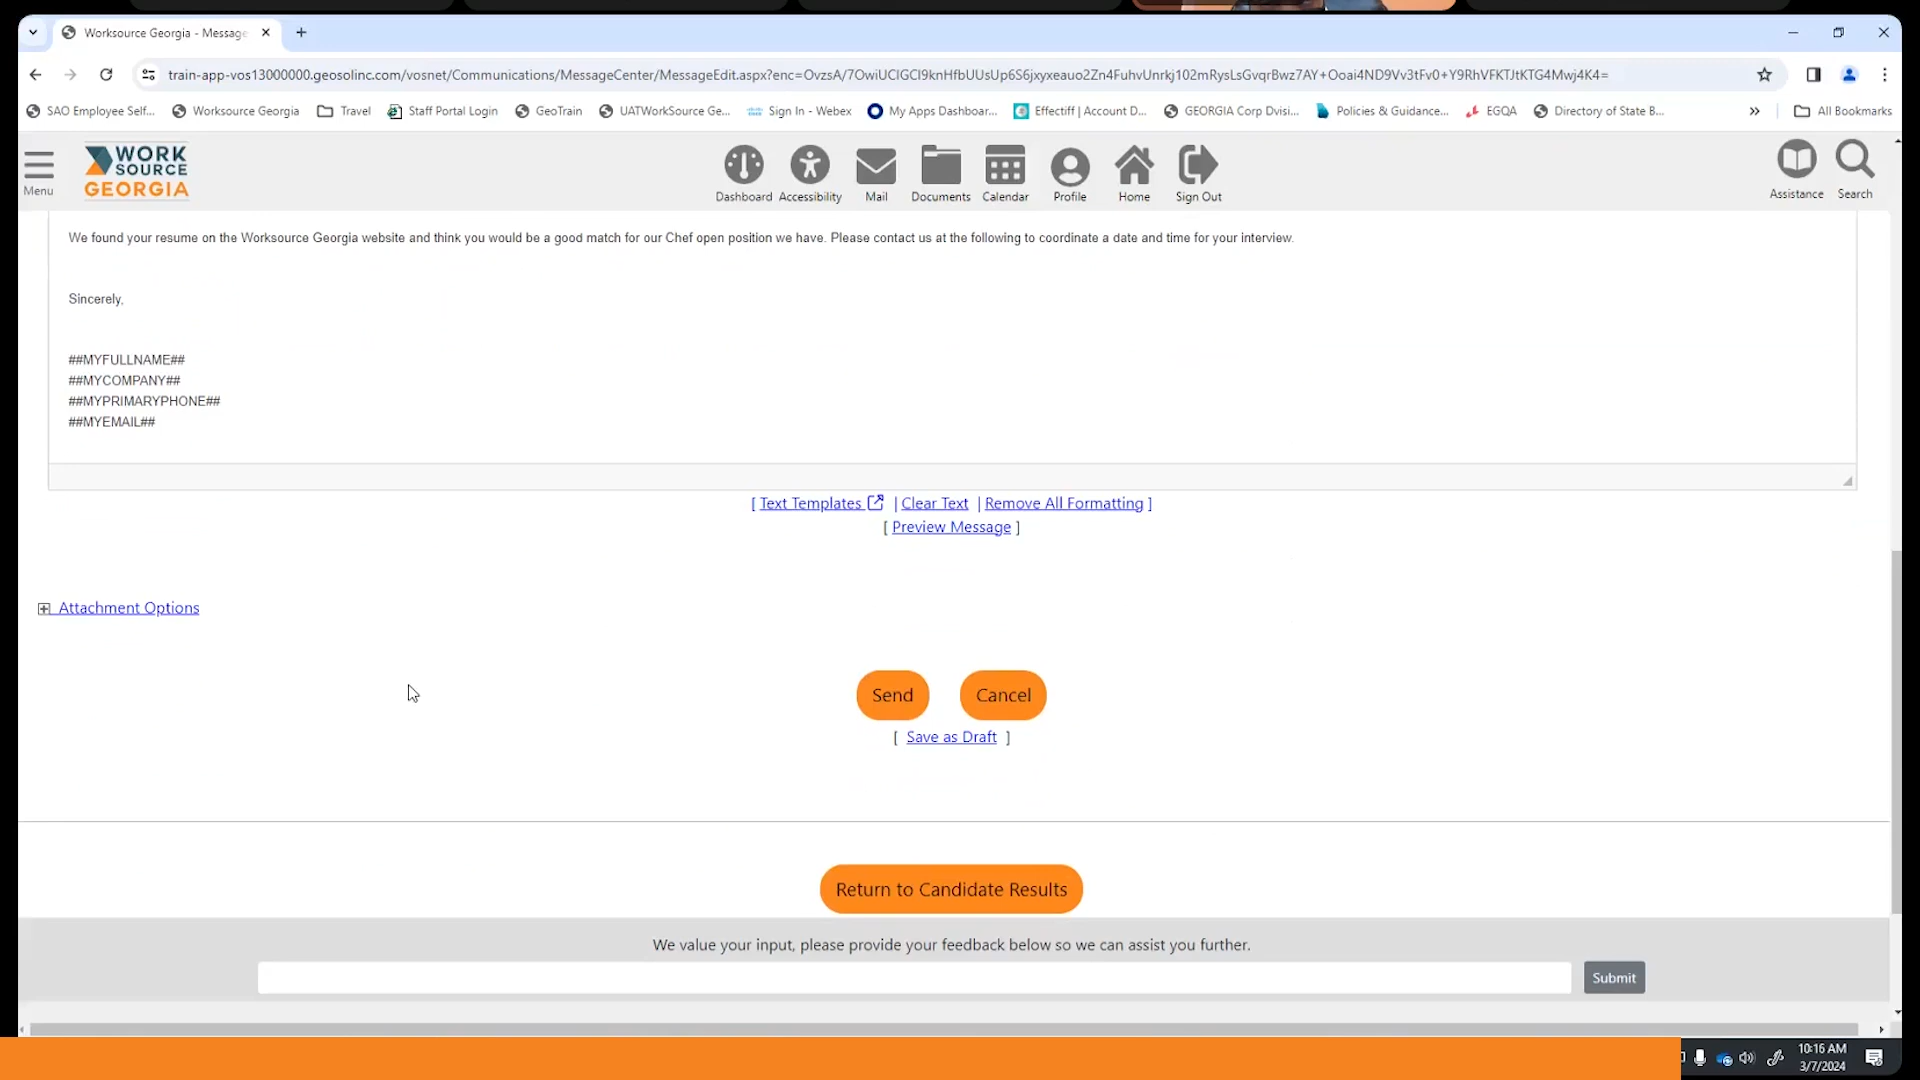 Worksource Georgia - Message
train-app-vos13000000.geosolinc.com/vosnet/Communications/MessageCenter/MessageEdit.aspx?enc=OvzsA/7OwiUClGCI9knHfbUUsUp6S6jxyxeauo2Zn4FuhvUnrkj102mRysLsGvqrBwz7AY+Ooai4ND9Vv3tFv0+Y9RhVFKTJtKTG4Mwj4K4=
SAO Employee Self... Worksource Georgia Travel Staff Portal Login GeoTrain UATWorkSource Ge... Sign In - Webex My Apps Dashboar... Effectiff | Account D... GEORGIA Corp Dvisi... Policies & Guidance... EGQA Directory of State B... » All Bookmarks
Menu
WORK
SOURCE
GEORGIA
Dashboard Accessibility Mail Documents Calendar Profile Home Sign Out Assistance Search
We found your resume on the Worksource Georgia website and think you would be a good match for our Chef open position we have. Please contact us at the following to coordinate a date and time for your interview.
Sincerely,
##MYFULLNAME##
##MYCOMPANY##
##MYPRIMARYPHONE##
##MYEMAIL##
[ Text Templates | Clear Text | Remove All Formatting ]
[ Preview Message ]
Attachment Options
Send Cancel
[ Save as Draft ]
Return to Candidate Results
We value your input, please provide your feedback below so we can assist you further.
Submit
10:16 AM
3/7/2024